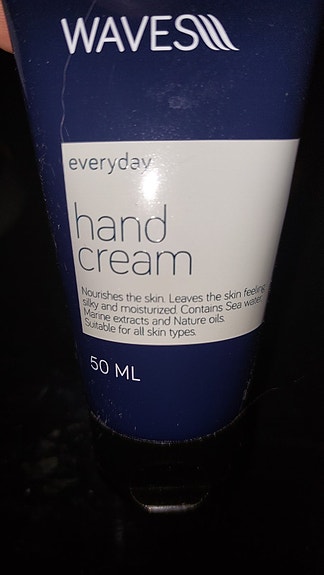 WAVES
everyday
hand
cream
Nourishes the skin. Leaves the skin feeling
silky and moisturized. Contains Sea water,
Marine extracts and Nature oils.
Suitable for all skin types.
50 ML